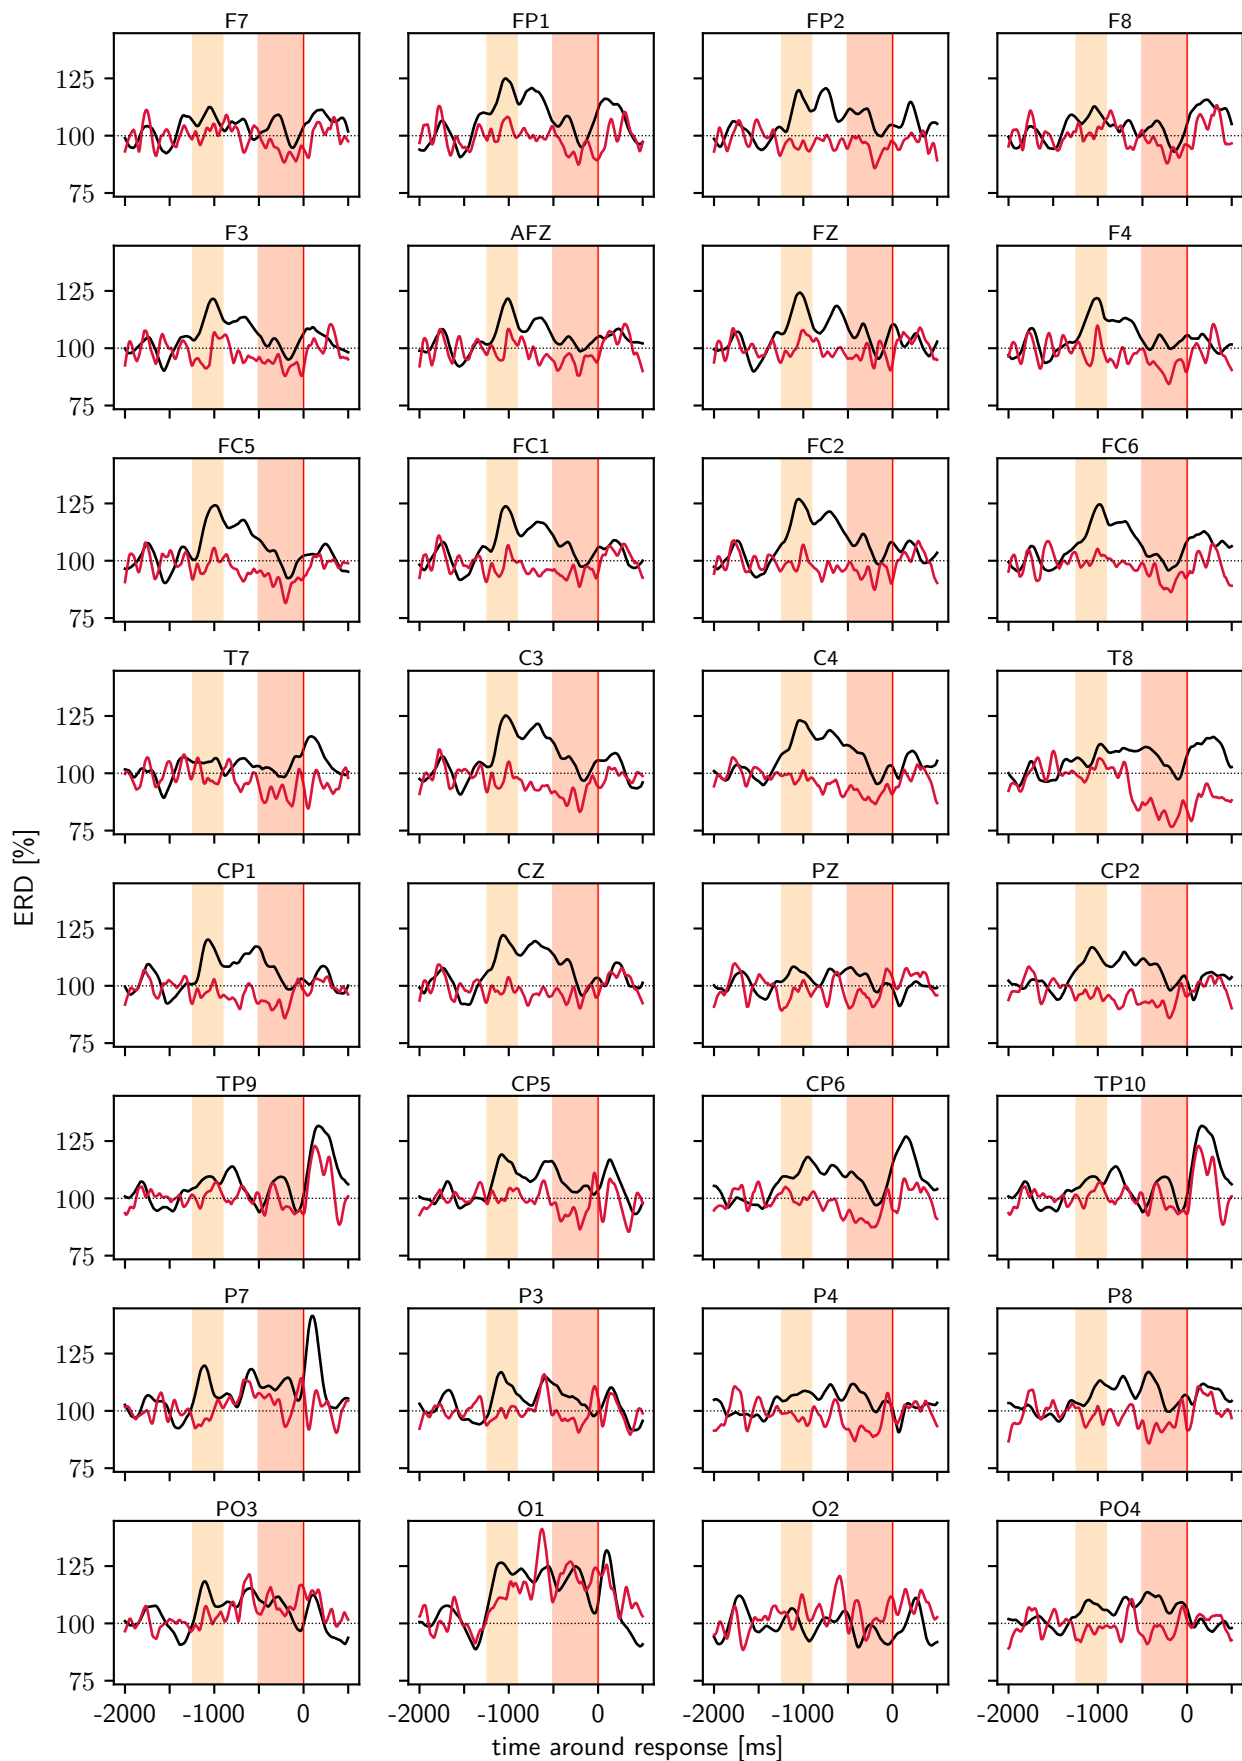 F7 FP1 FP2 F8
125
100
75
F3 AFZ FZ F4
125
100
75
FC5 FC1 FC2 FC6
125
100
75
T7 C3 C4 T8
125
100
75
CP1 CZ PZ CP2
125
100
75
TP9 CP5 CP6 TP10
125
100
75
P7 P3 P4 P8
125
100
75
PO3 O1 O2 PO4
125
100
75
-2000 -1000 0 -2000 -1000 0 -2000 -1000 0 -2000 -1000 0
ERD [%]
time around response [ms]